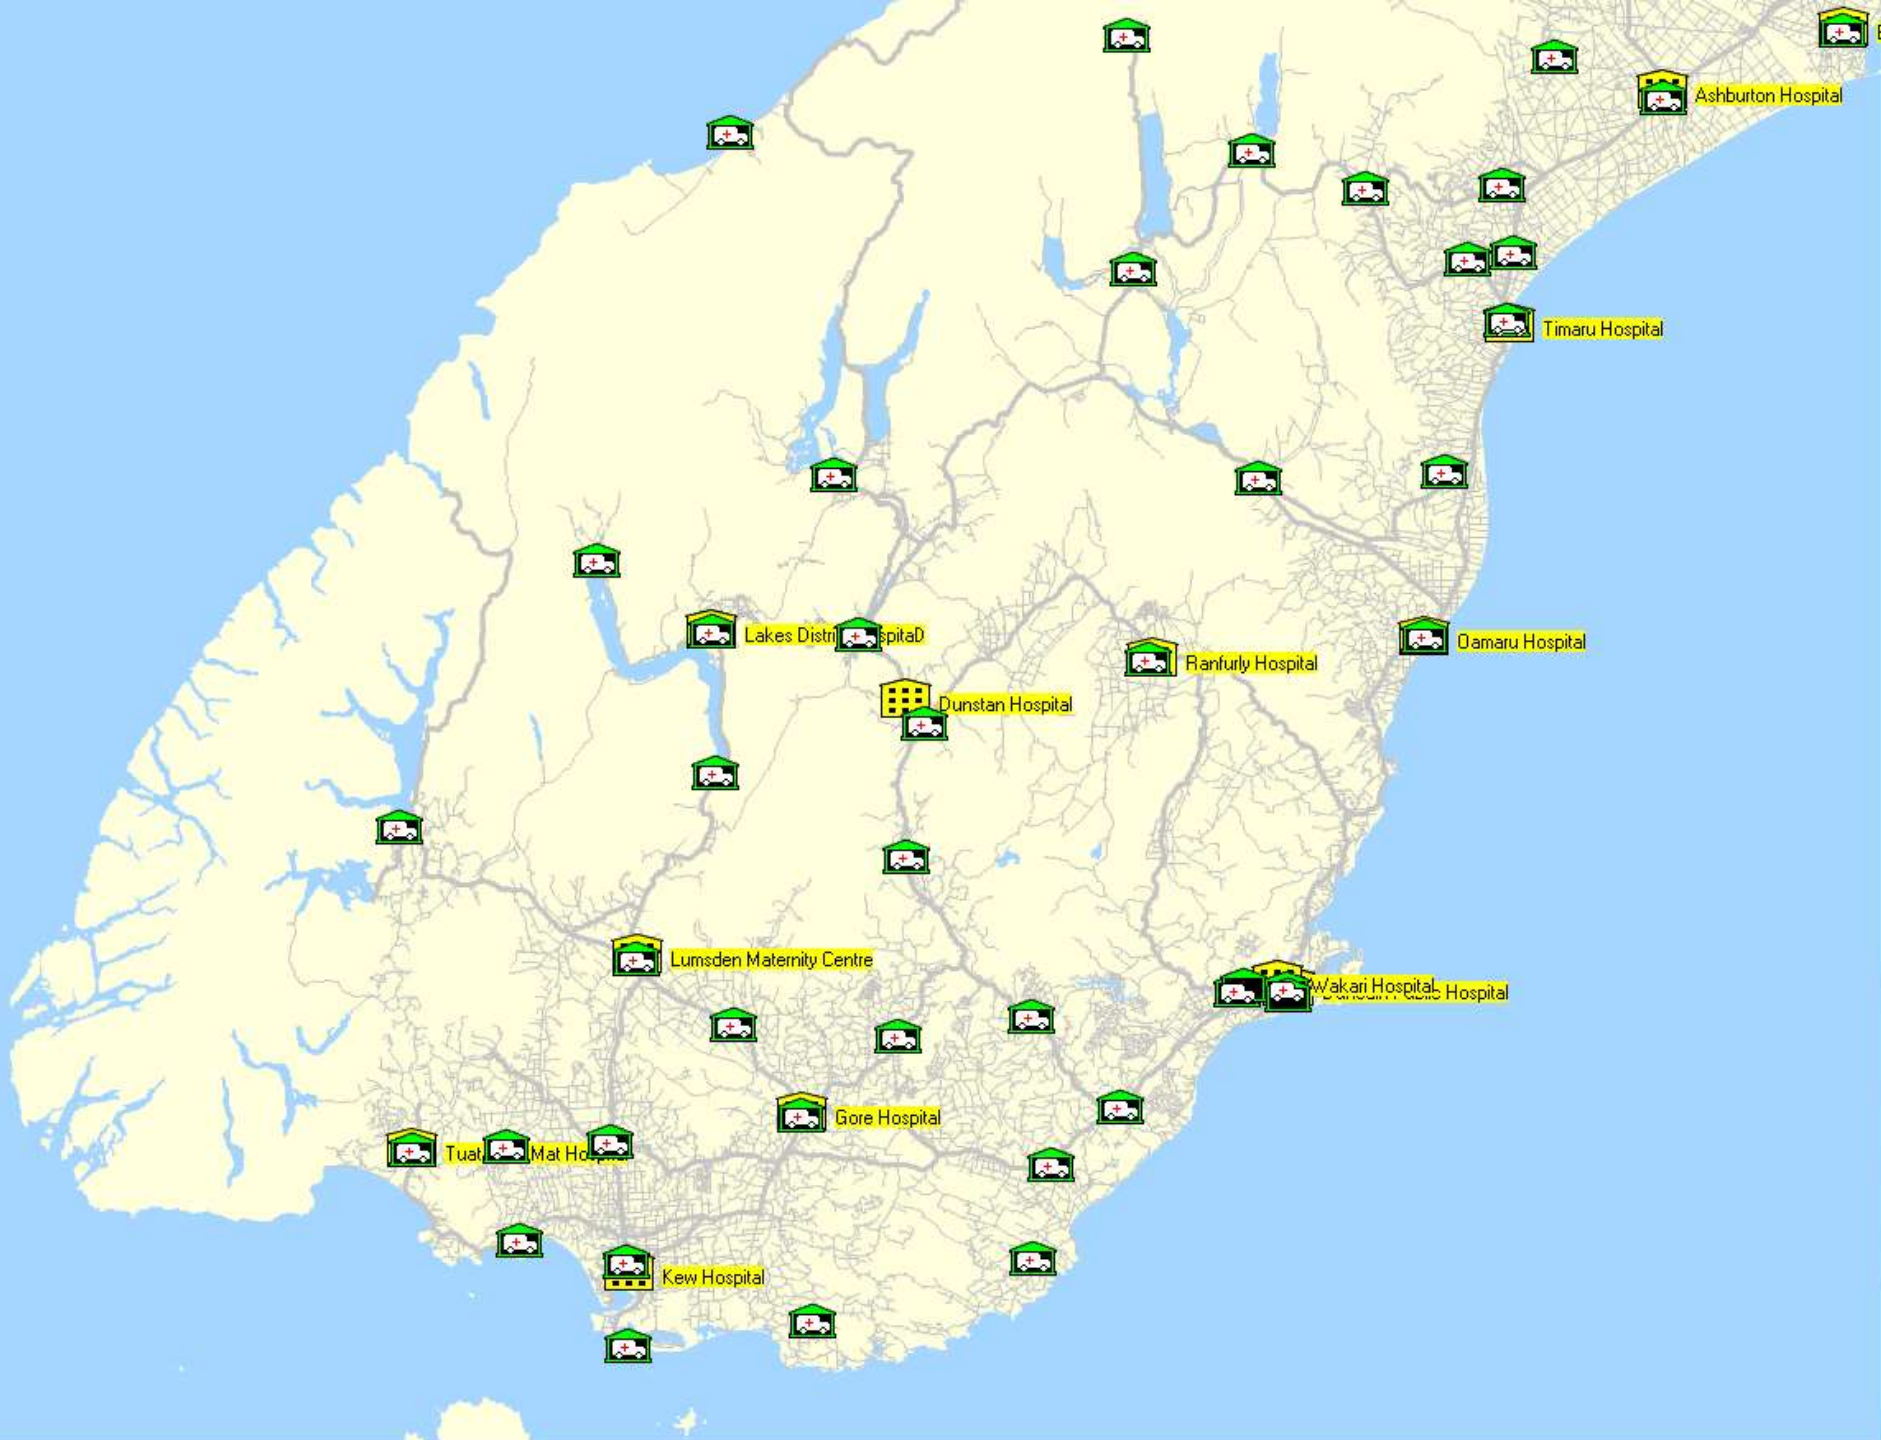 Ashburton Hospital
Timaru Hospital
Lakes Distri spitaD
Oamaru Hospital
Ranfurly Hospital
Dunstan Hospital
Lumsden Maternity Centre
Wakari Hospital
Hospital
Gore Hospital
Tuat Mat Ho
Kew Hospital